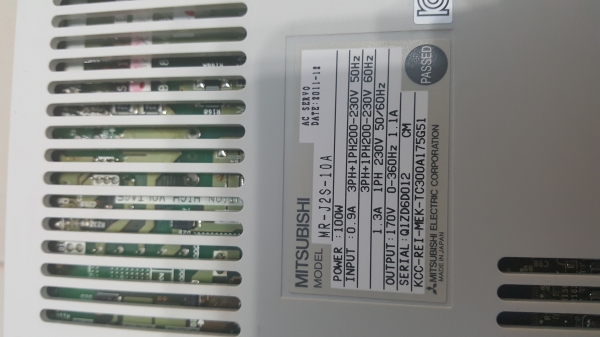 AC SERVO
DATE:2011-12
MITSUBISHI
MODEL MR-J2S-10A
POWER :100W
INPUT :0.9A 3PH+1PH200-230V 50Hz
3PH+1PH200-230V 60Hz
1.3A 1PH 230V 50/60Hz
OUTPUT:170V 0-360Hz 1.1A
SERIAL:Q1ZD6D012 CM
KCC-REI-MEK-TC300A175G51
MITSUBISHI ELECTRIC CORPORATION
MADE IN JAPAN
PASSED